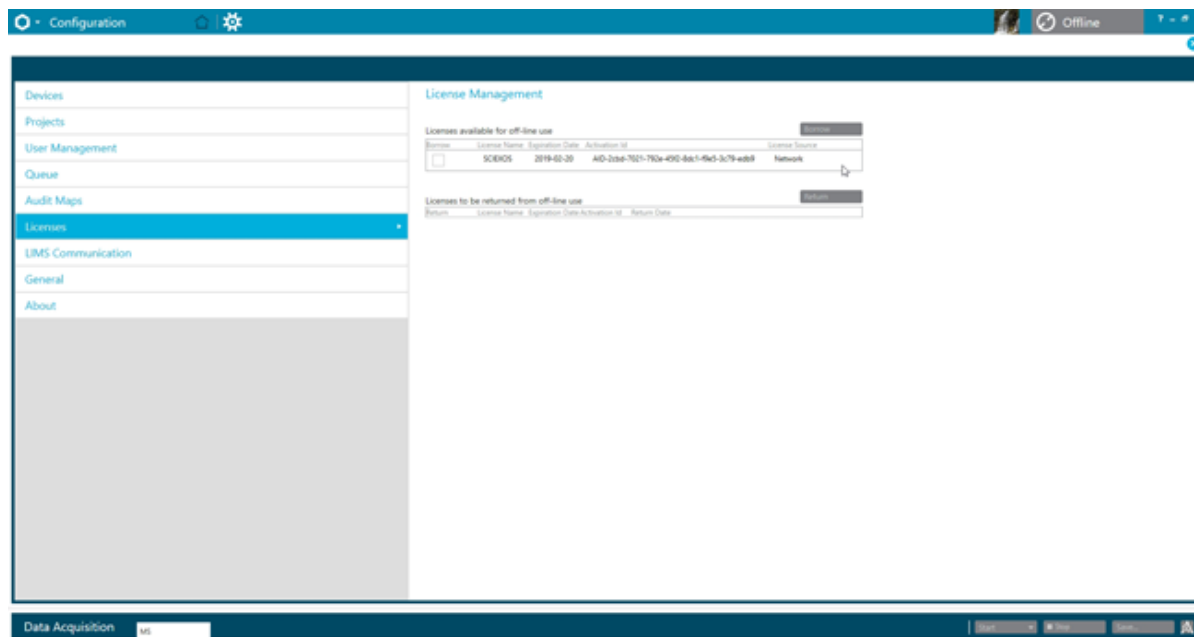 Configuration
Offline
?
Devices
Projects
User Management
Queue
Audit Maps
Licenses
LIMS Communication
General
About
License Management
Licenses available for off-line use
Borrow
Borrow License Name Expiration Date Activation Id License Source
SCIEXOS 2019-02-20 Network
Licenses to be returned from off-line use
Return
Return License Name Expiration Date Activation Id Return Date
Data Acquisition
MS
Start
Stop
Save...